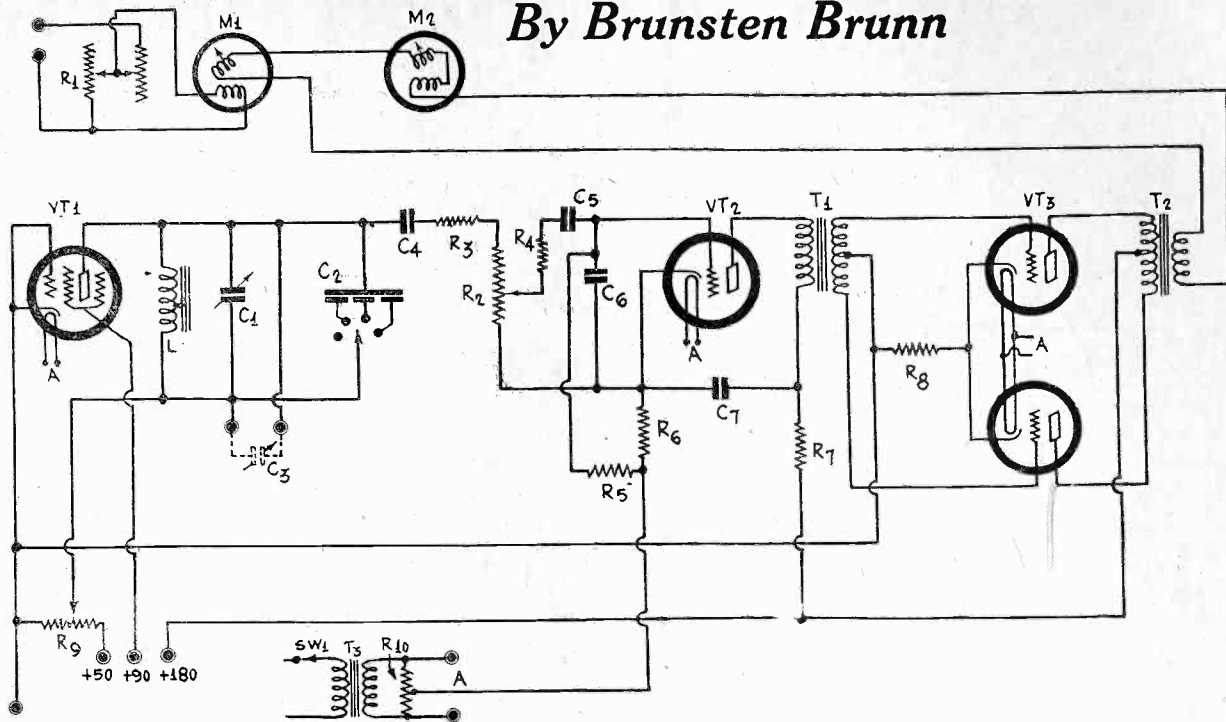 By Brunsten Brunn
M1
M2
R1
VT1
C5
VT2
T1
VT3
T2
C4
R3
R4
C2
R2
C6
C1
L
A
A
A
R8
C7
R6
R7
C3
R5
R9
SW1
T3
R10
A
+50 +90 +180